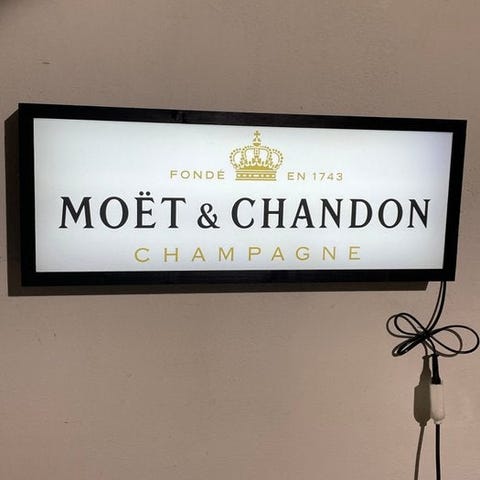 FONDÉ EN 1743
MOËT & CHANDON
CHAMPAGNE